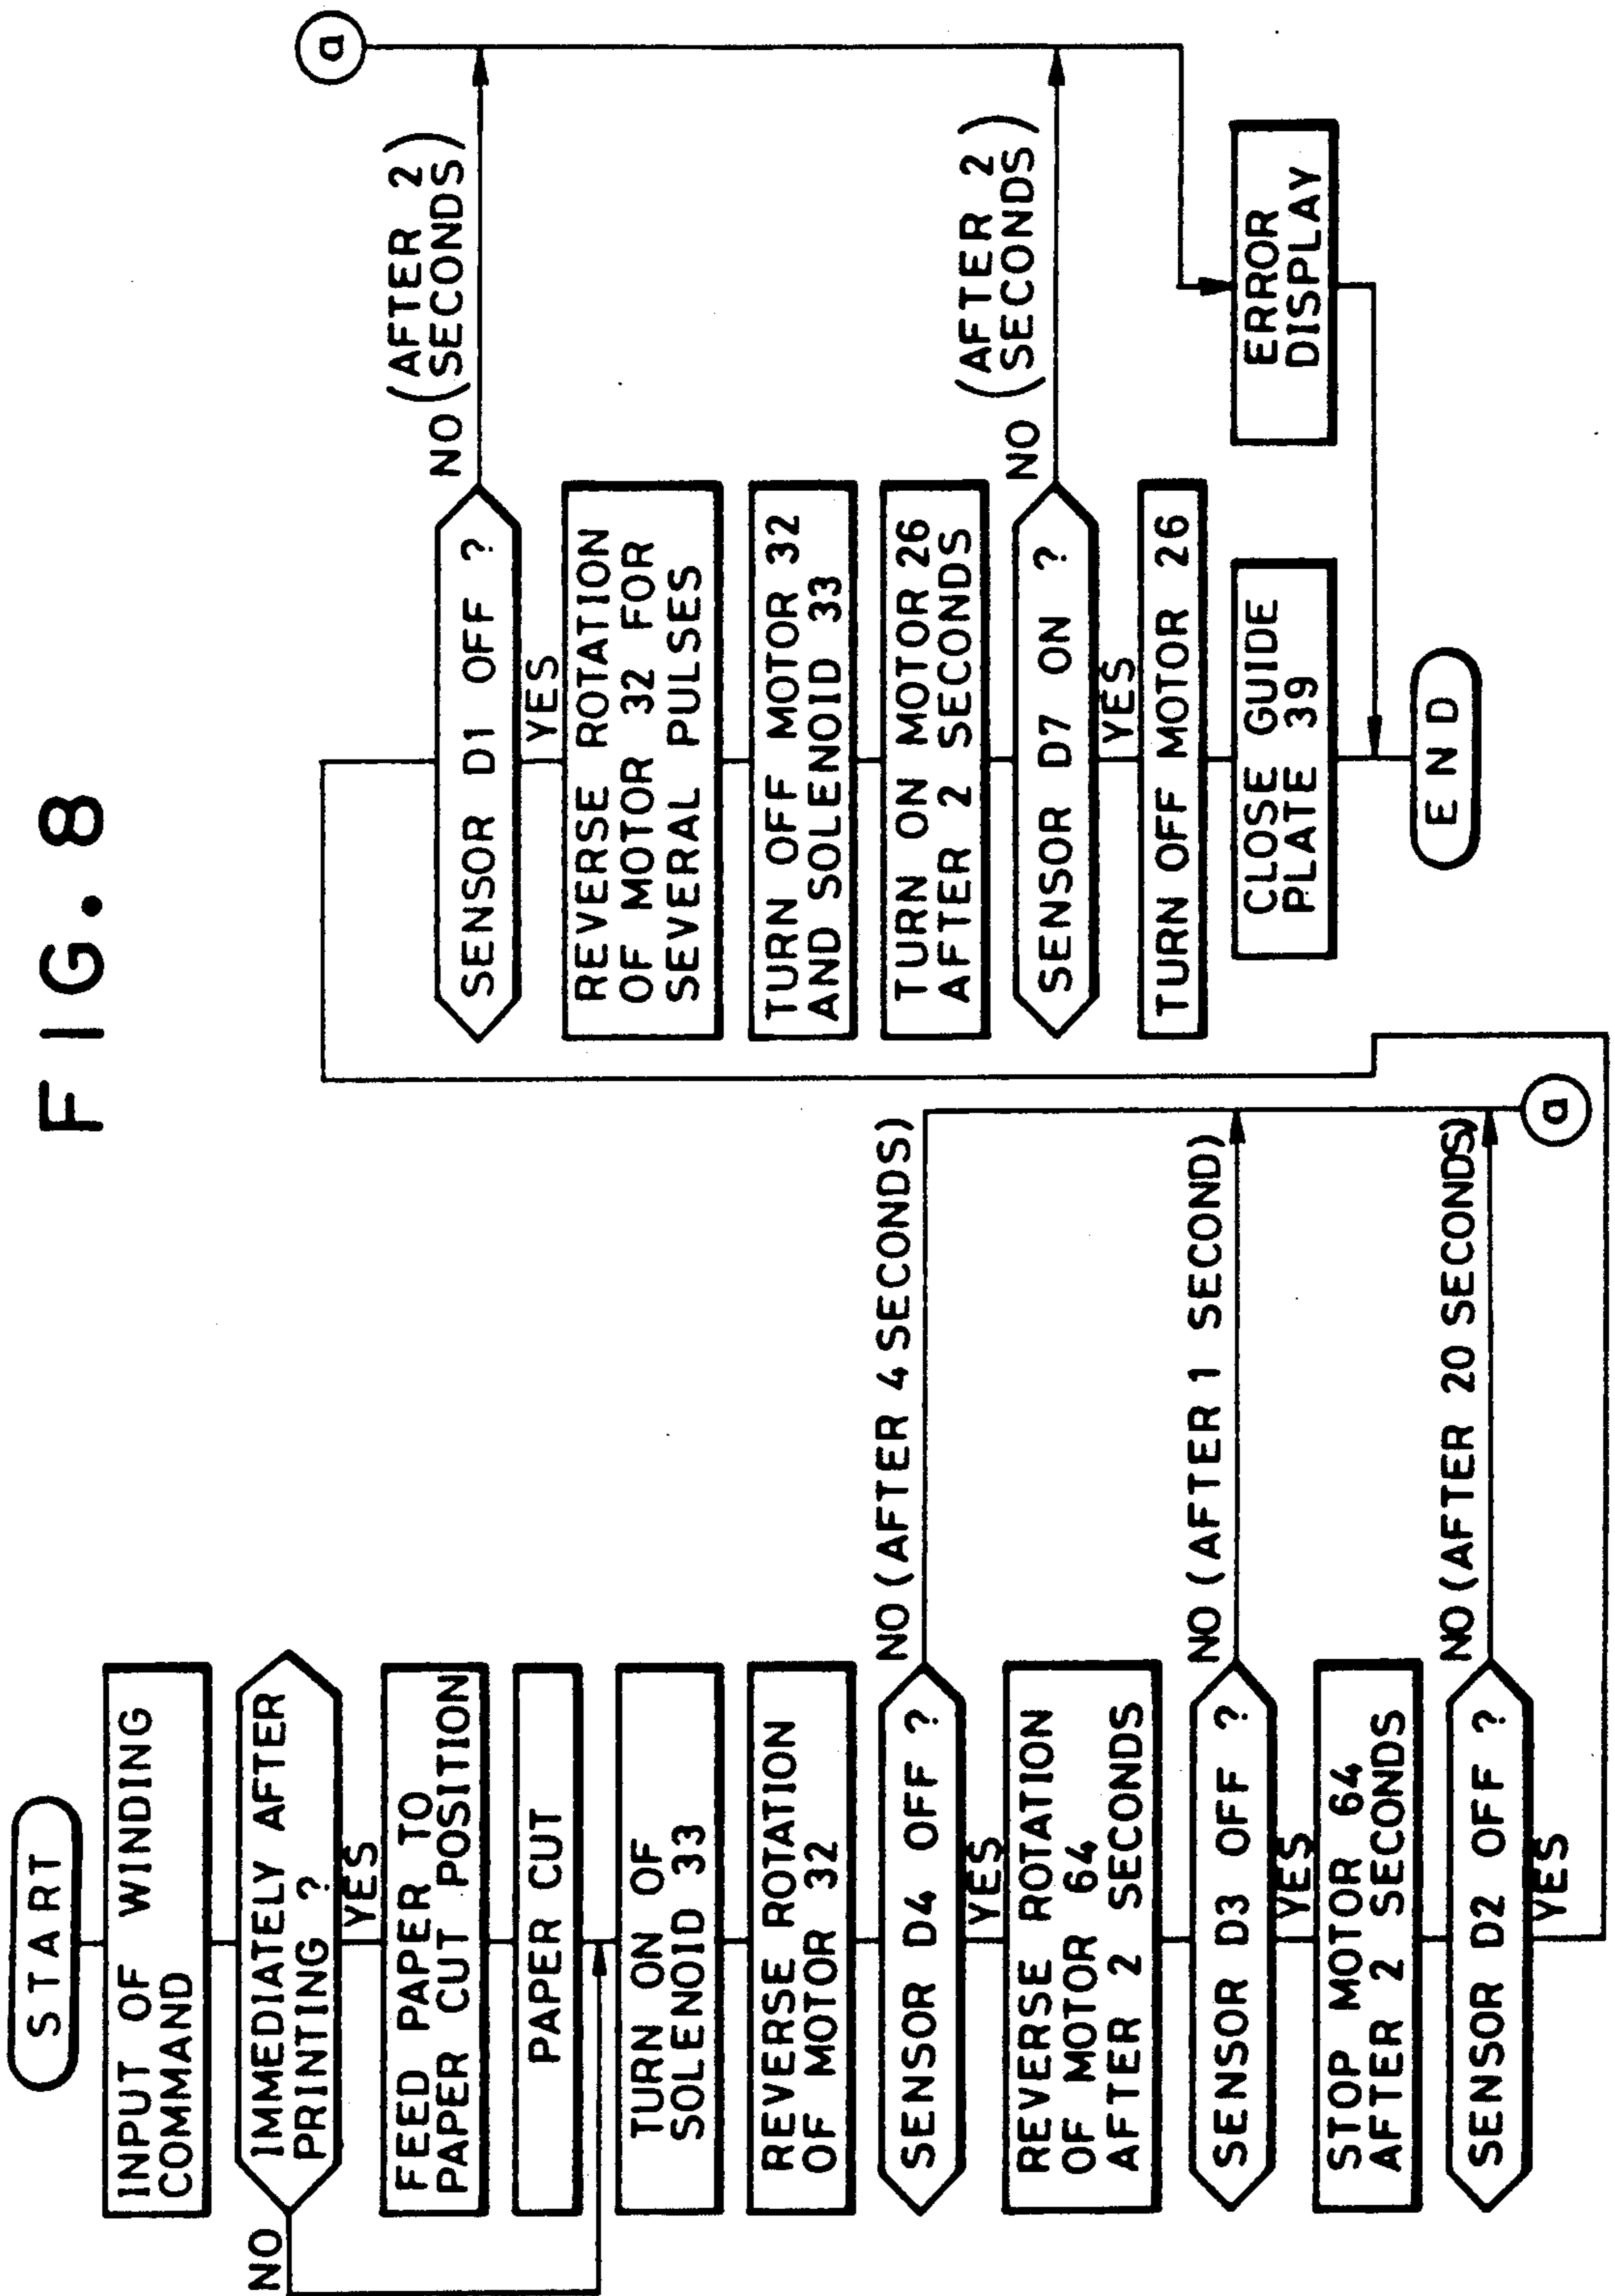 FIG. 8
START
INPUT OF WINDING
COMMAND
IMMEDIATELY AFTER
PRINTING ?
NO
YES
FEED PAPER TO
PAPER CUT POSITION
PAPER CUT
TURN ON OF
SOLENOID 33
REVERSE ROTATION
OF MOTOR 32
SENSOR D4 OFF ?
NO (AFTER 4 SECONDS)
YES
REVERSE ROTATION
OF MOTOR 64
AFTER 2 SECONDS
SENSOR D3 OFF ?
NO (AFTER 1 SECOND)
YES
STOP MOTOR 64
AFTER 2 SECONDS
SENSOR D2 OFF ?
NO (AFTER 20 SECONDS)
YES
a
a
SENSOR D1 OFF ?
NO (AFTER 2
SECONDS)
YES
REVERSE ROTATION
OF MOTOR 32 FOR
SEVERAL PULSES
TURN OFF MOTOR 32
AND SOLENOID 33
TURN ON MOTOR 26
AFTER 2 SECONDS
SENSOR D7 ON ?
NO (AFTER 2
SECONDS)
YES
TURN OFF MOTOR 26
CLOSE GUIDE
PLATE 39
ERROR
DISPLAY
END